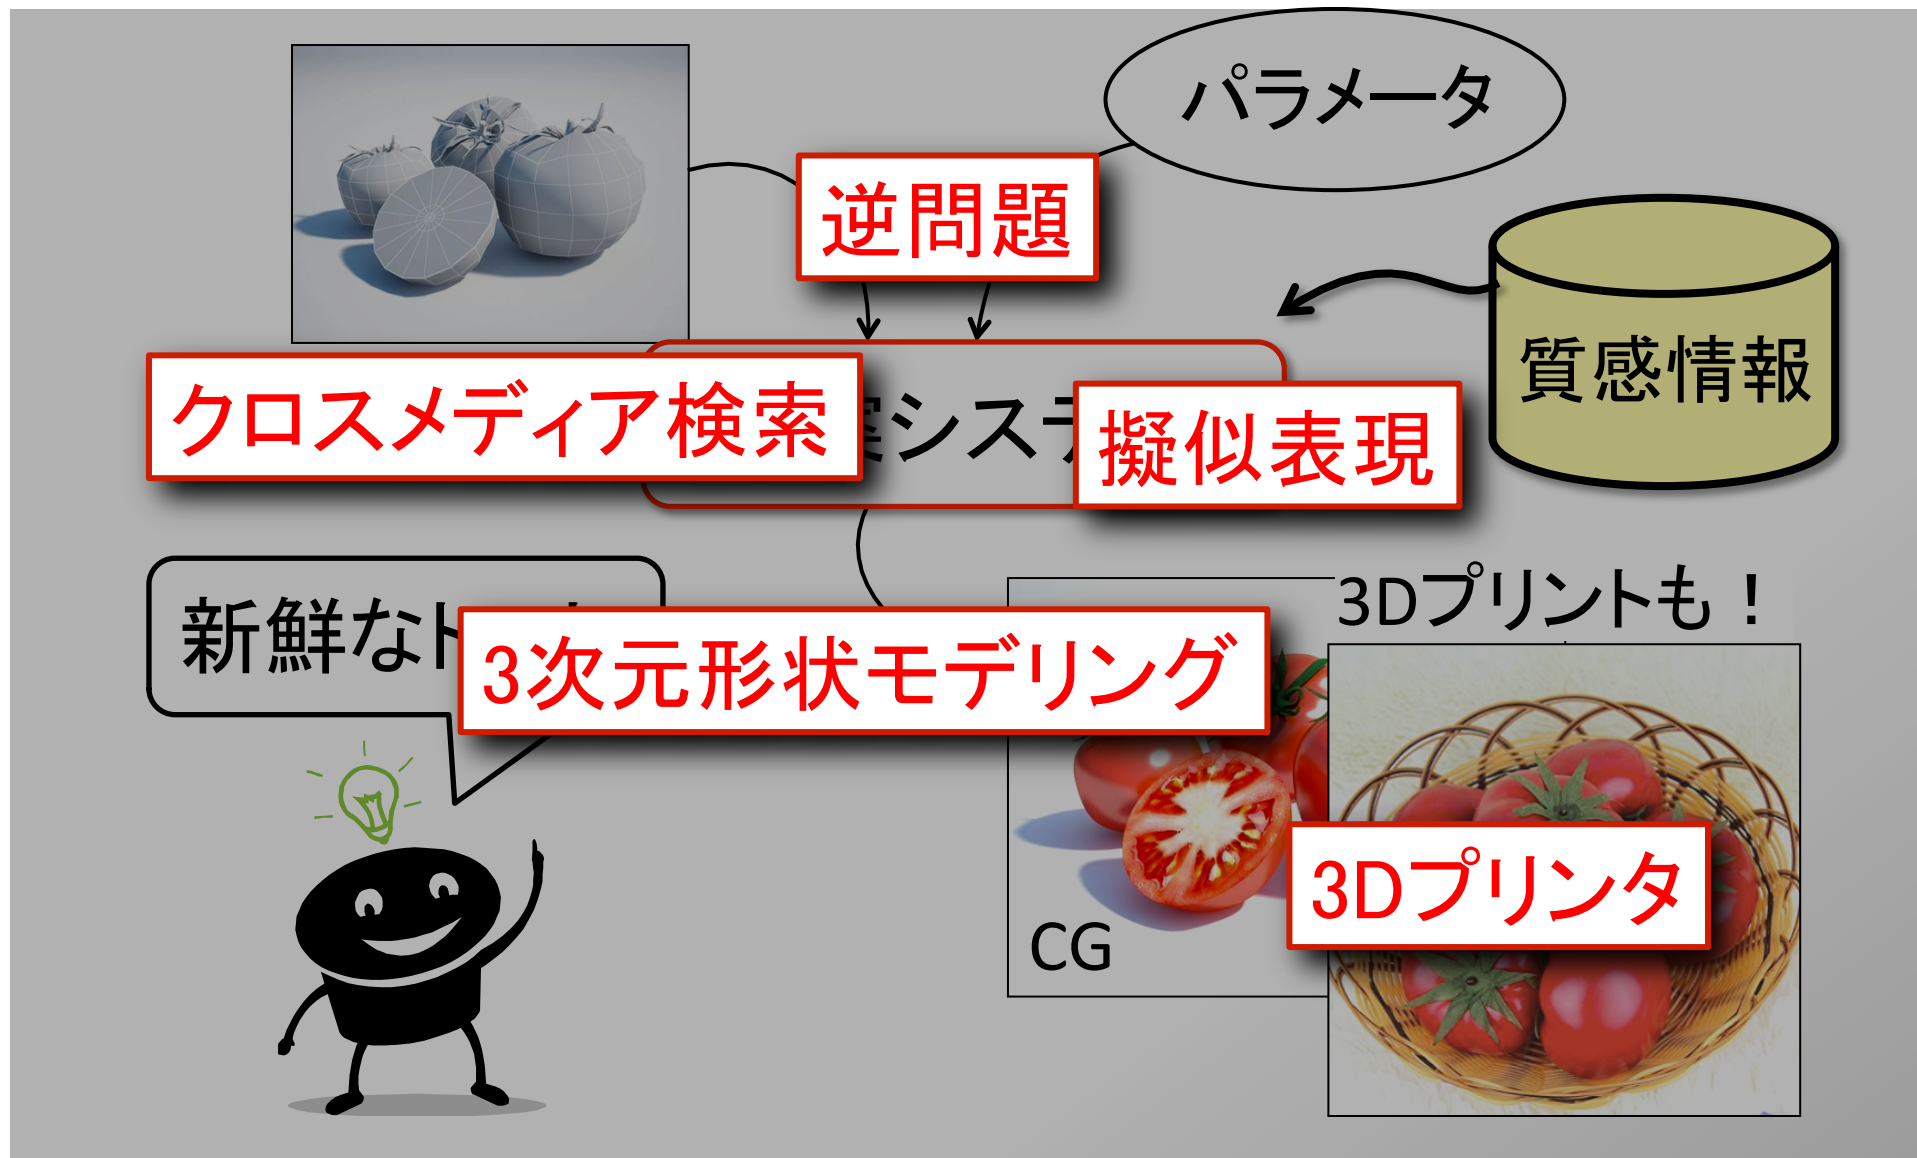 パラメータ
逆問題
質感情報
クロスメディア検索
システ
擬似表現
3Dプリントも！
新鮮なト
3次元形状モデリング
3Dプリンタ
CG